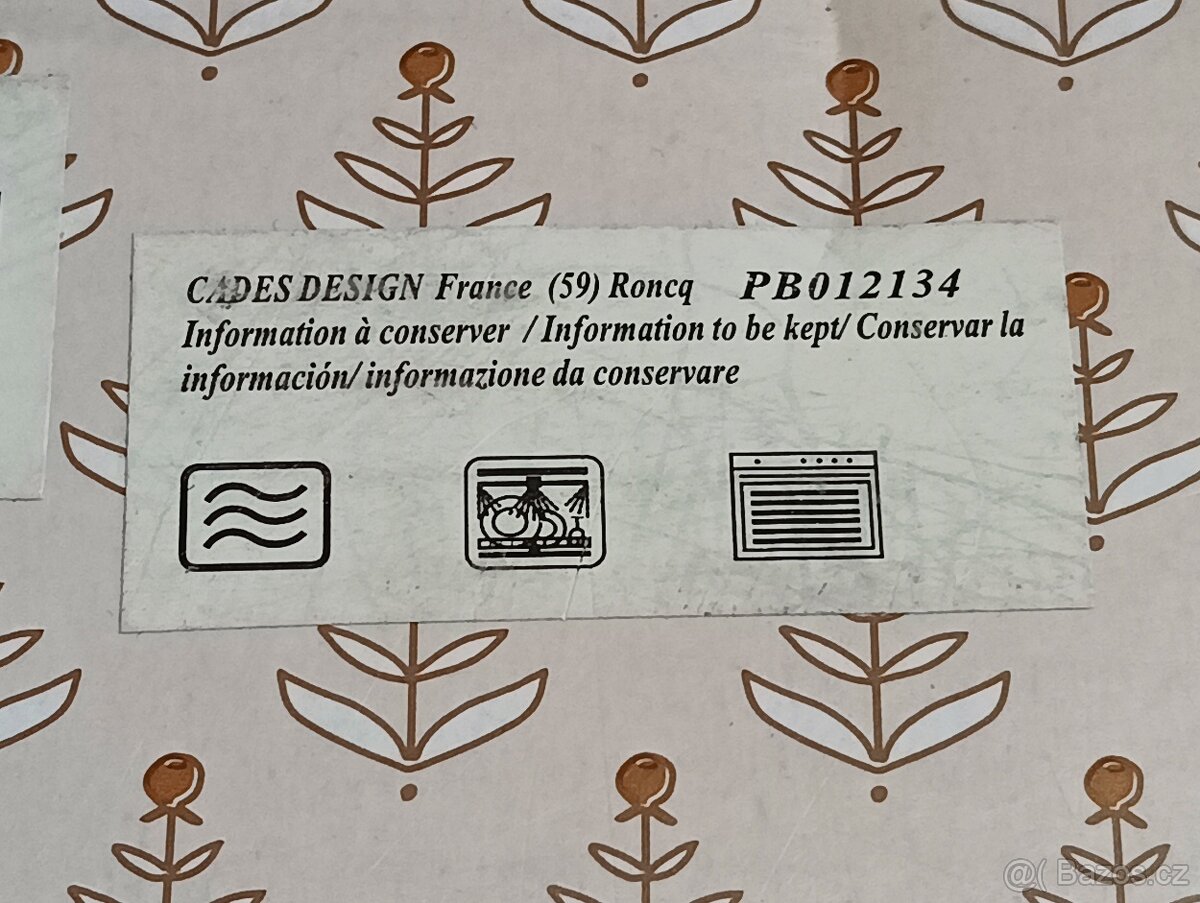 CADES DESIGN France (59) Roncq PB012134
Information à conserver / Information to be kept/ Conservar la
información/ informazione da conservare
@( Bazos.cz